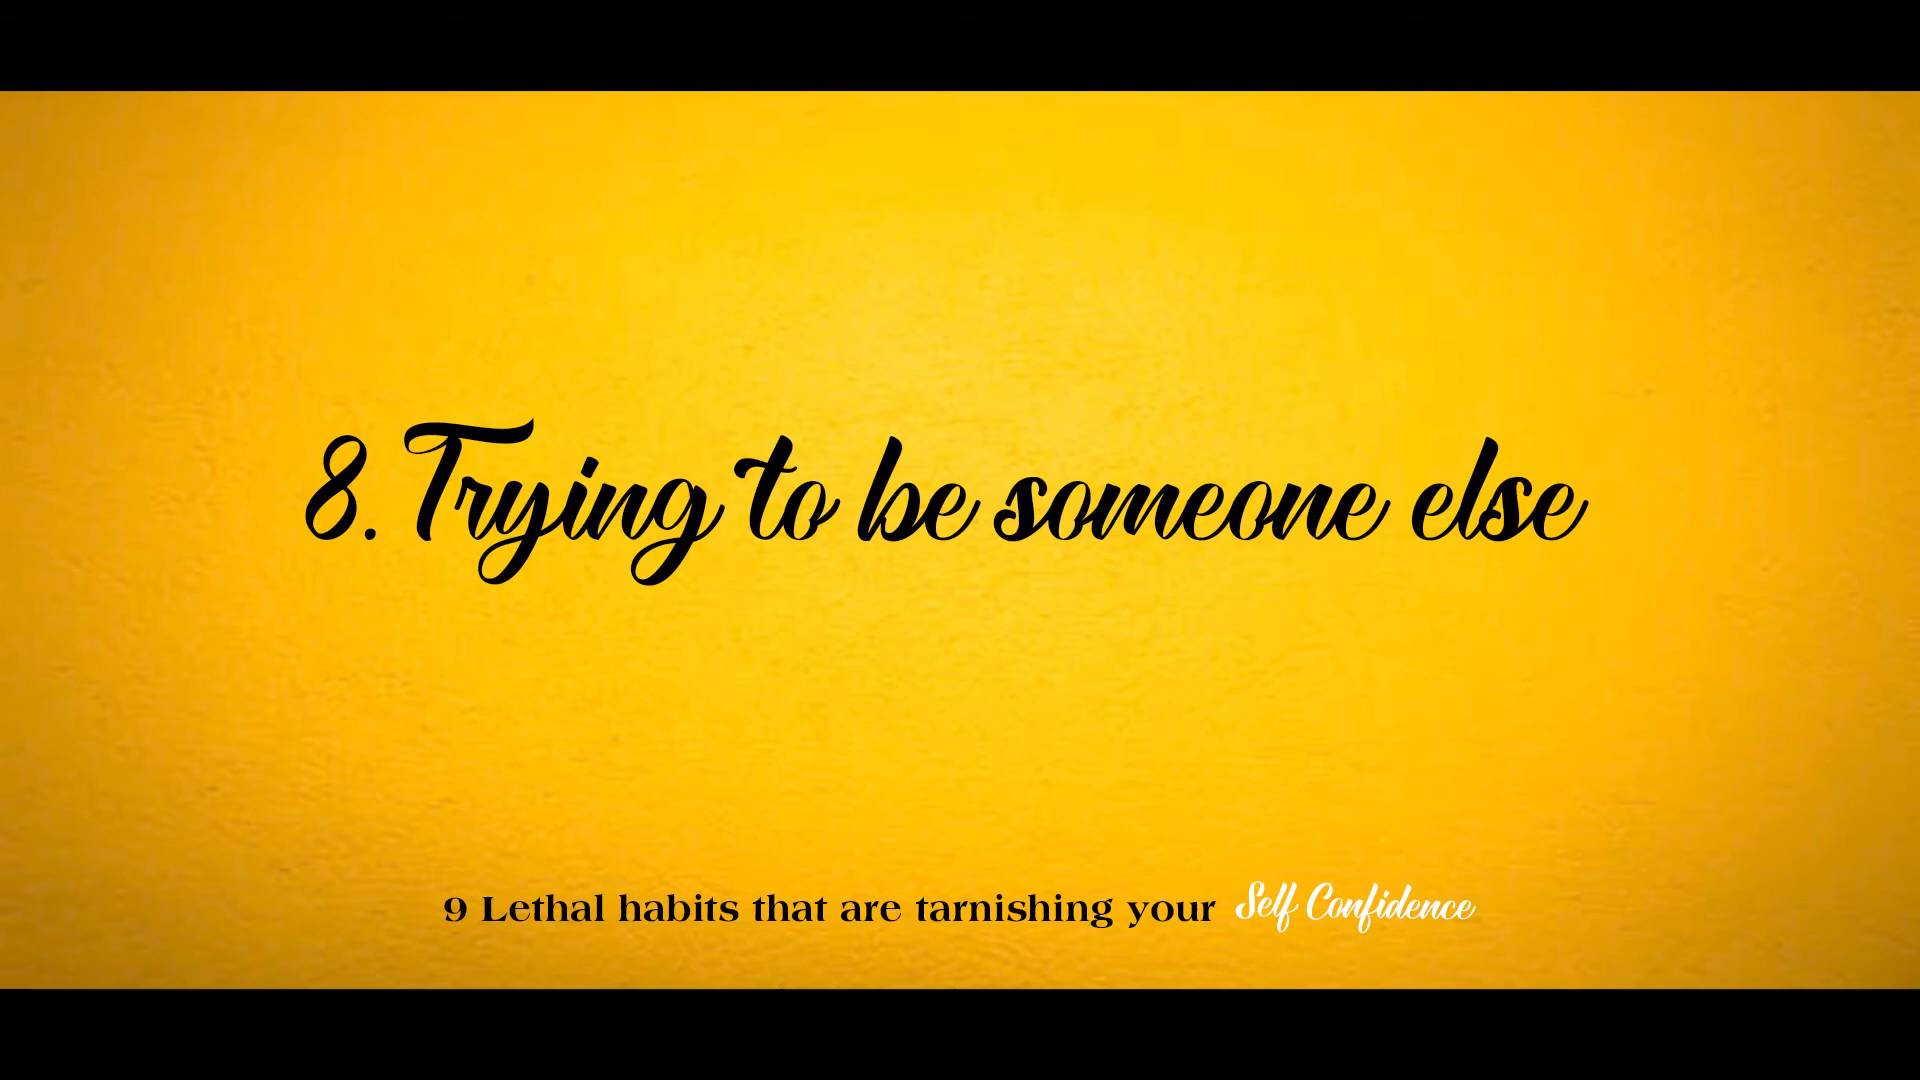 8. Trying to be someone else
9 Lethal habits that are tarnishing your Self Confidence